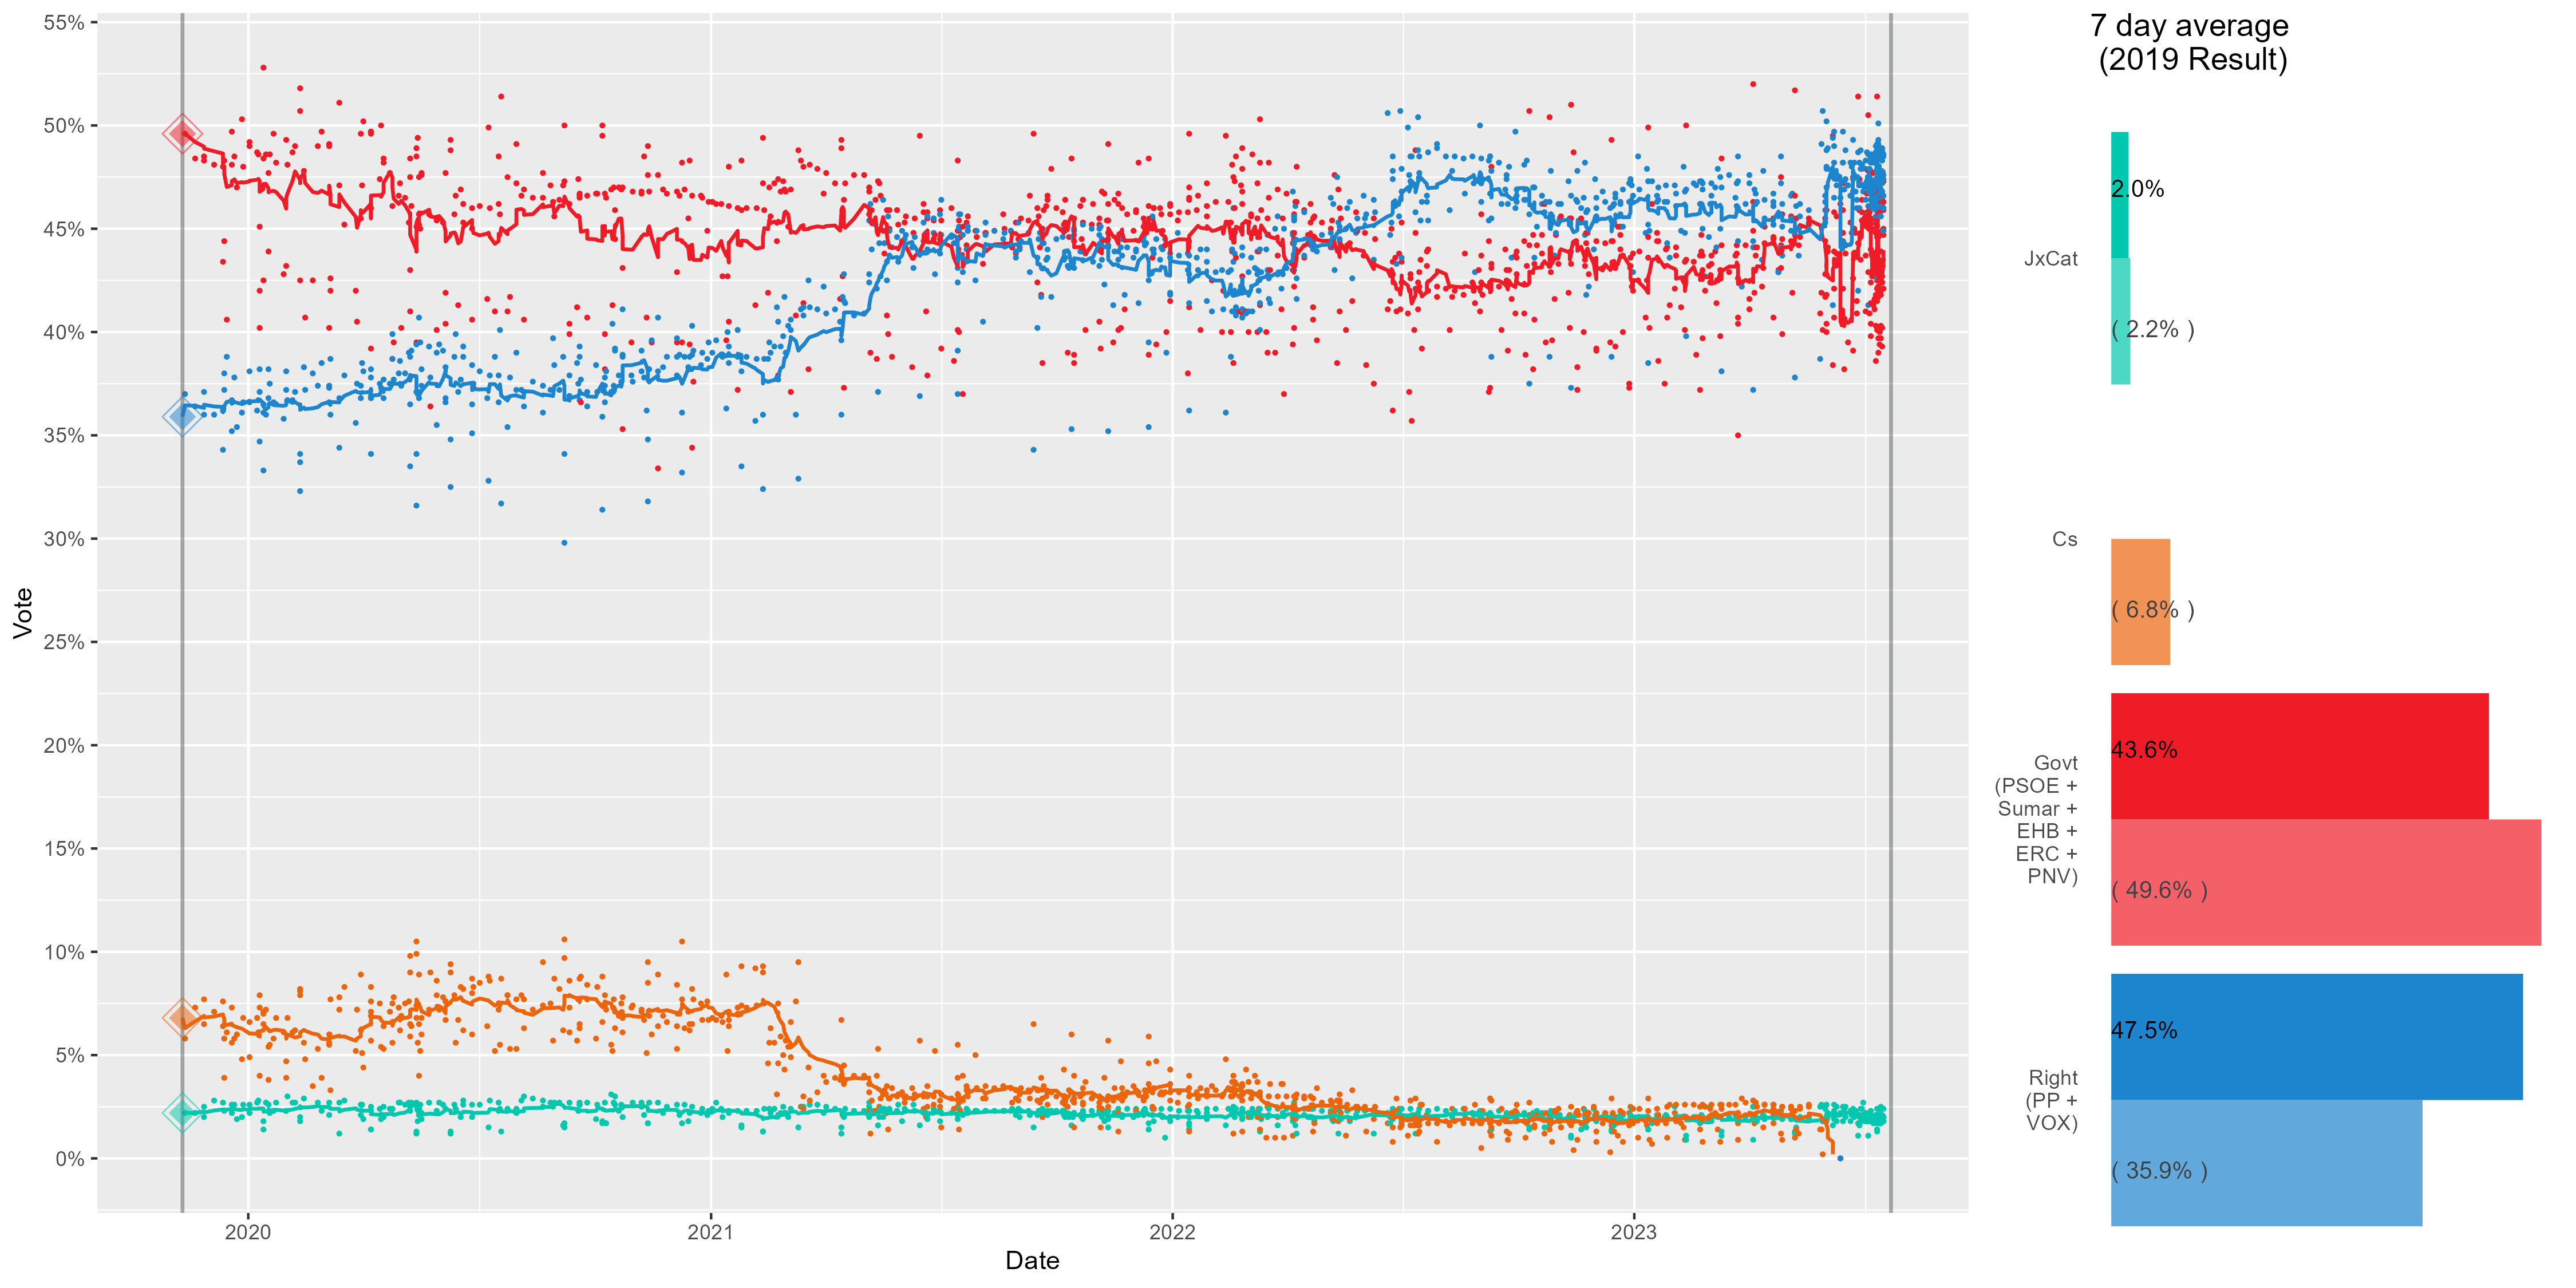 55%
50%
45%
40%
35%
30%
25%
20%
15%
10%
5%
0%
Vote
2020
2021
2022
2023
Date
7 day average
(2019 Result)
JxCat
2.0%
( 2.2% )
Cs
( 6.8% )
Govt
(PSOE +
Sumar +
EHB +
ERC +
PNV)
43.6%
( 49.6% )
Right
(PP +
VOX)
47.5%
( 35.9% )